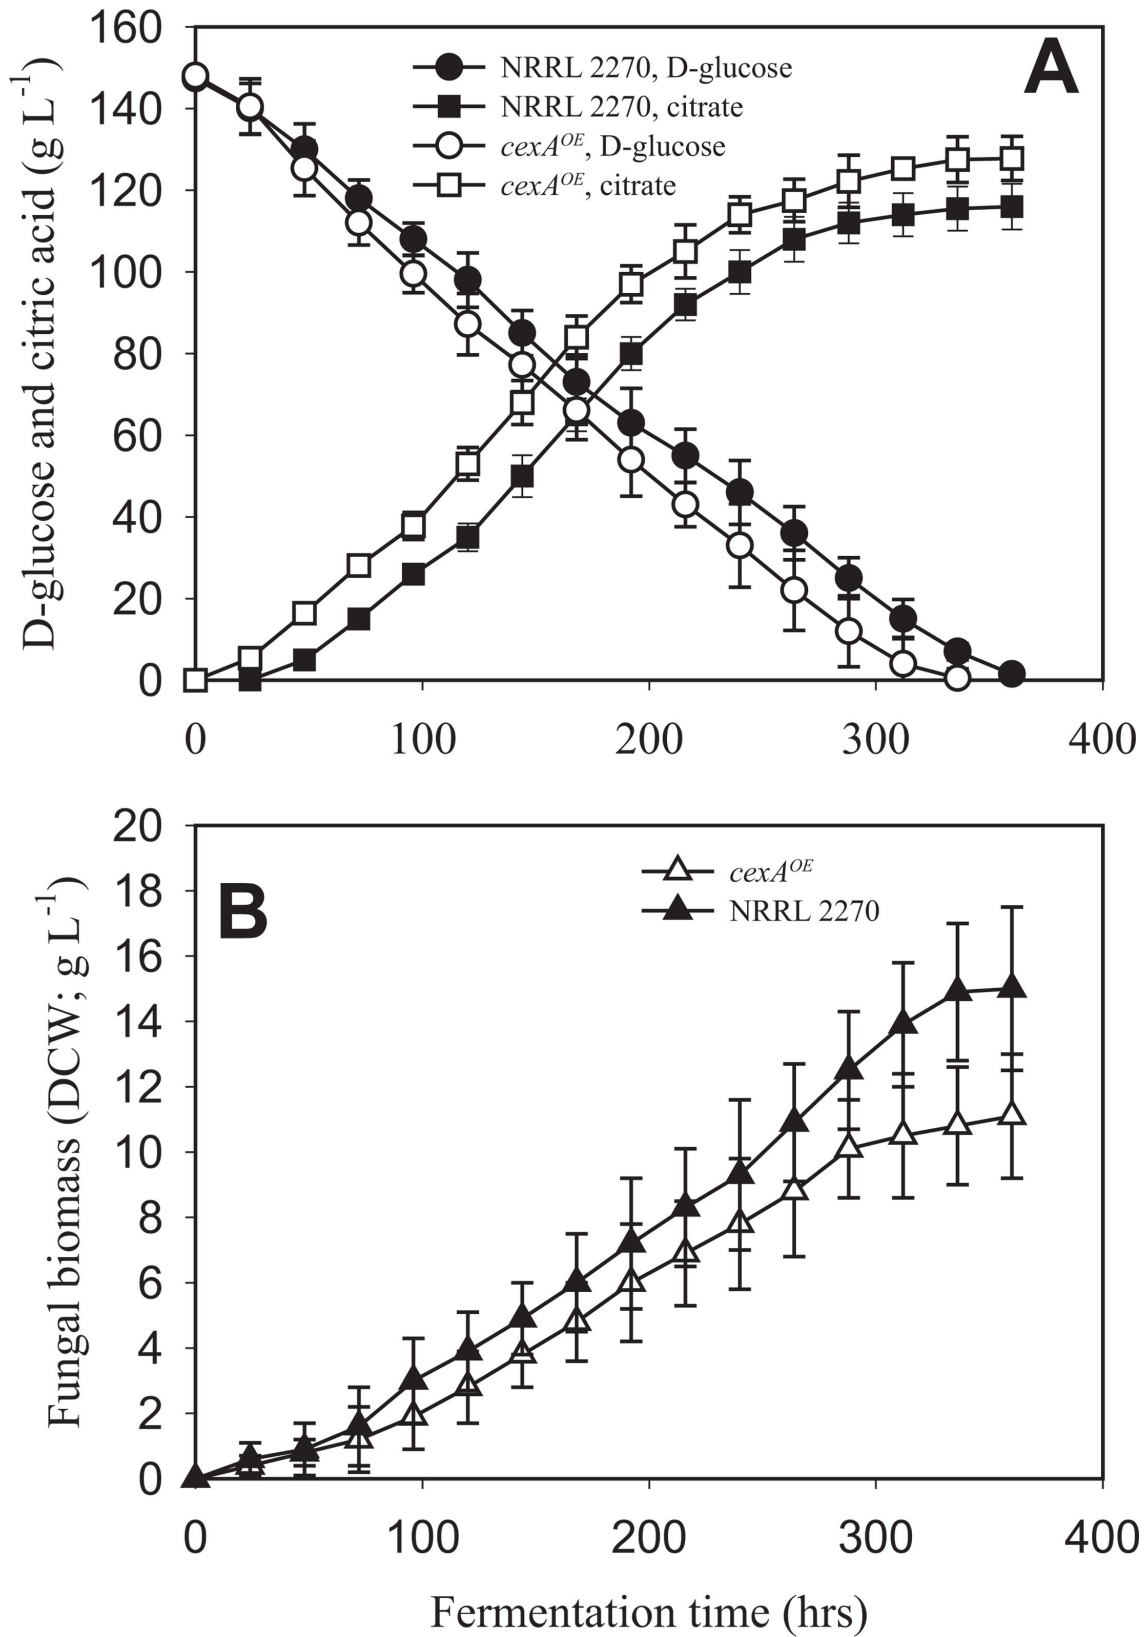 A
NRRL 2270, D-glucose
NRRL 2270, citrate
cexA^OE, D-glucose
cexA^OE, citrate
D-glucose and citric acid (g L⁻¹)
160
140
120
100
80
60
40
20
0
0 100 200 300 400
B
cexA^OE
NRRL 2270
Fungal biomass (DCW; g L⁻¹)
20
18
16
14
12
10
8
6
4
2
0
0 100 200 300 400
Fermentation time (hrs)